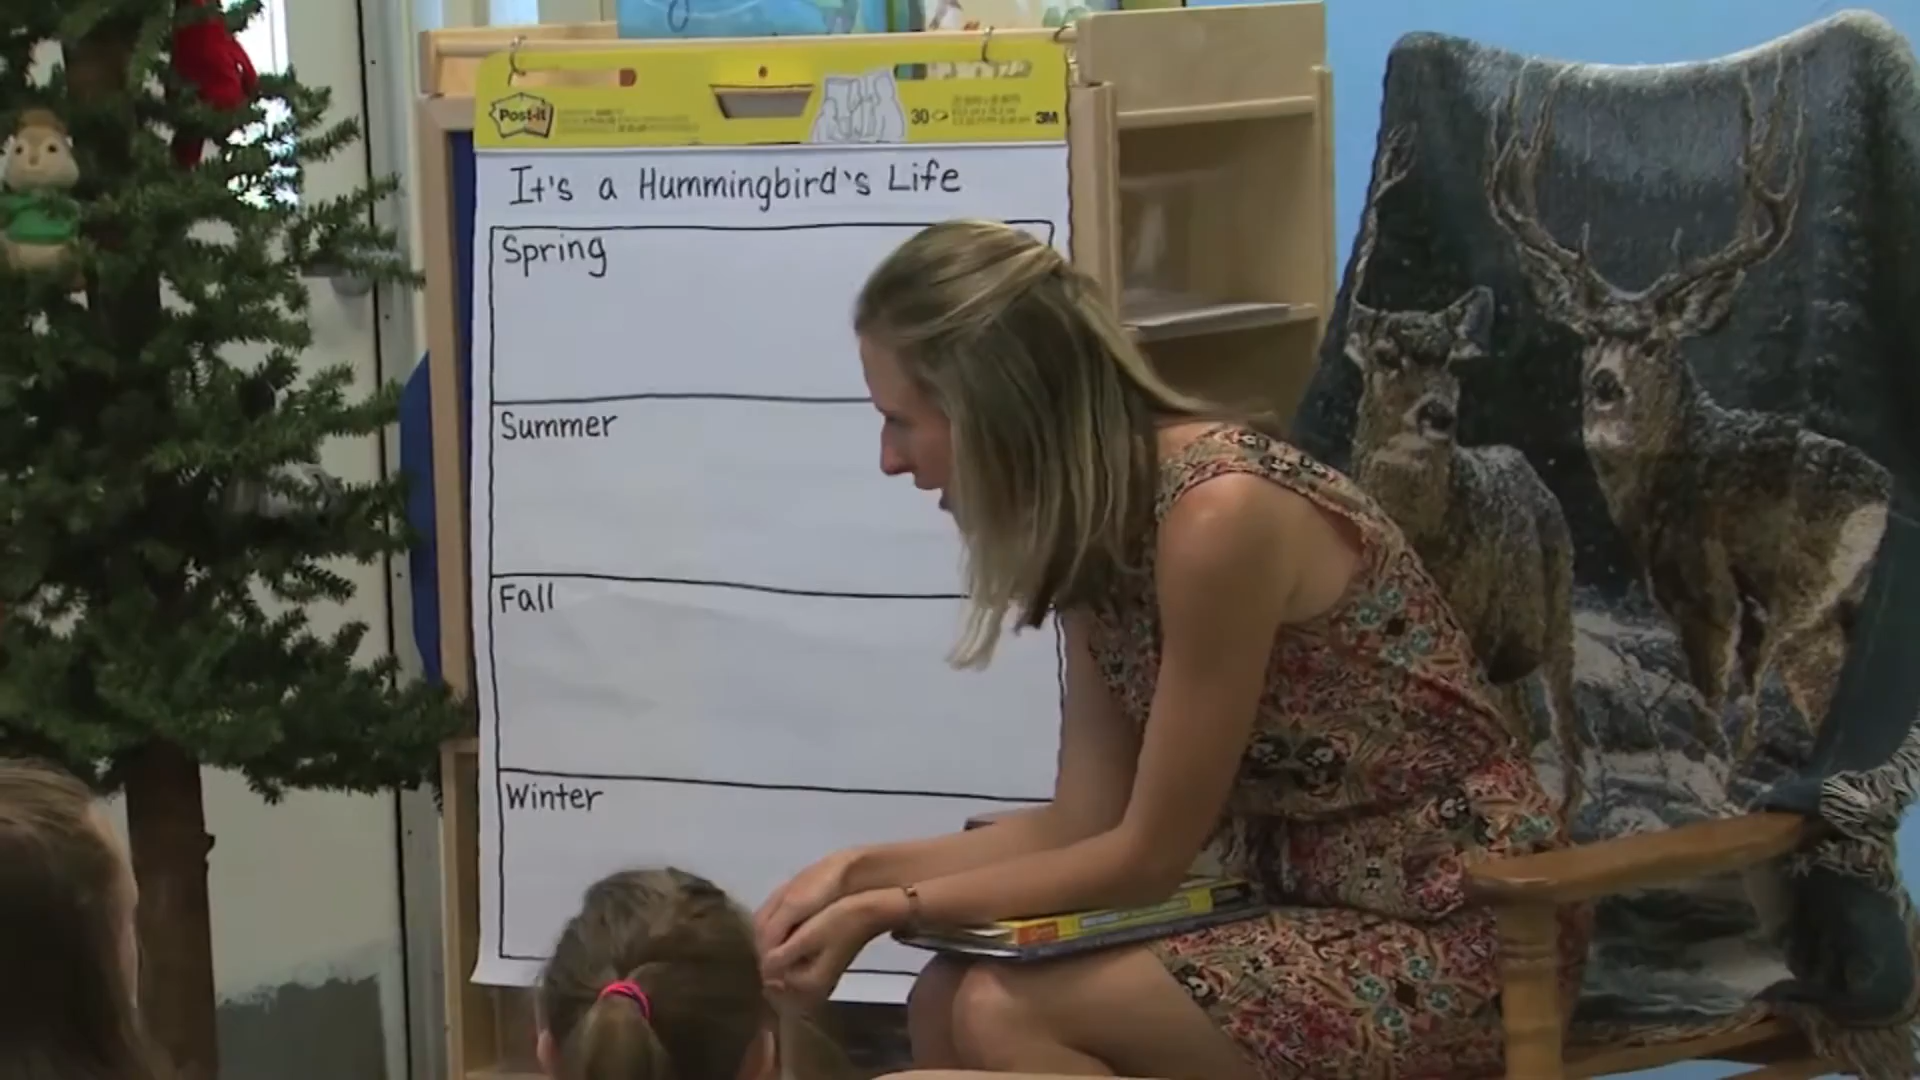 Post-it
30
3M
It's a Hummingbird's Life
Spring
Summer
Fall
Winter